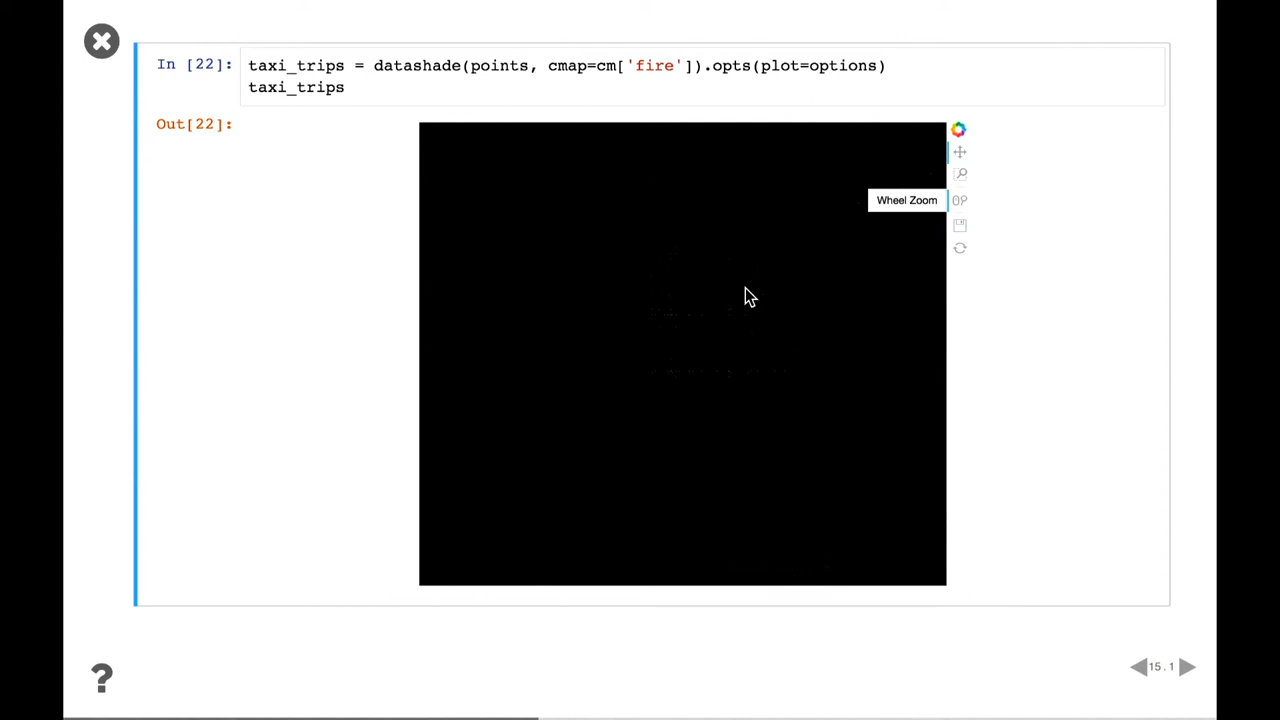 In [22]: taxi_trips = datashade(points, cmap=cm['fire']).opts(plot=options)
taxi_trips
Out[22]:
Wheel Zoom
?
15.1